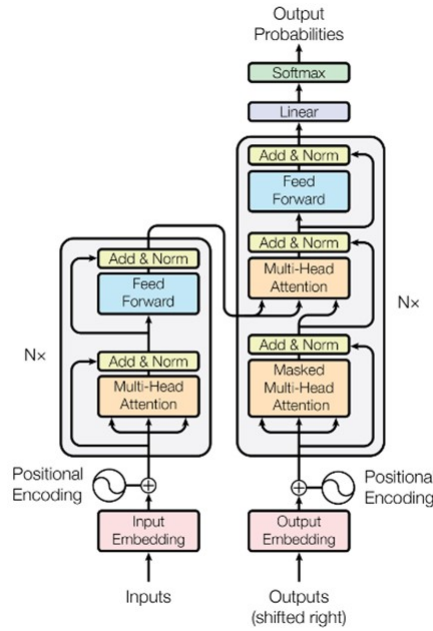 Output
Probabilities
Softmax
Linear
Add & Norm
Feed
Forward
Add & Norm
Multi-Head
Attention
Nx
Add & Norm
Masked
Multi-Head
Attention
Add & Norm
Feed
Forward
Nx
Add & Norm
Multi-Head
Attention
Positional
Encoding
Positiona
Encoding
Input
Embedding
Output
Embedding
Inputs
Outputs
(shifted right)